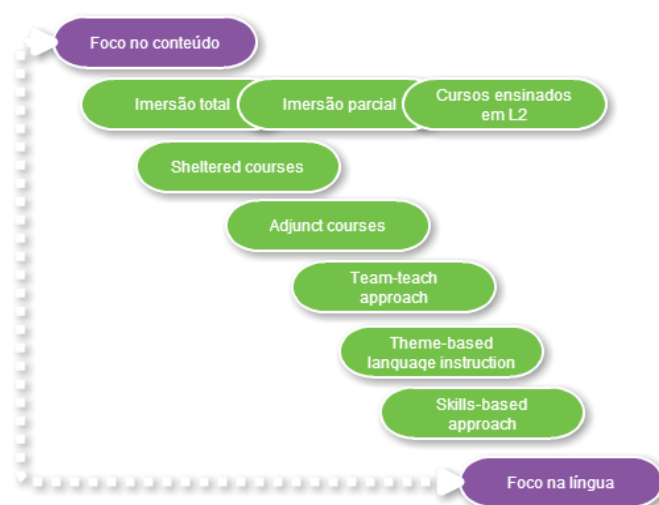 Foco no conteúdo
Imersão total
Imersão parcial
Cursos ensinados
em L2
Sheltered courses
Adjunct courses
Team-teach
approach
Theme-based
language instruction
Skills-based
approach
Foco na língua